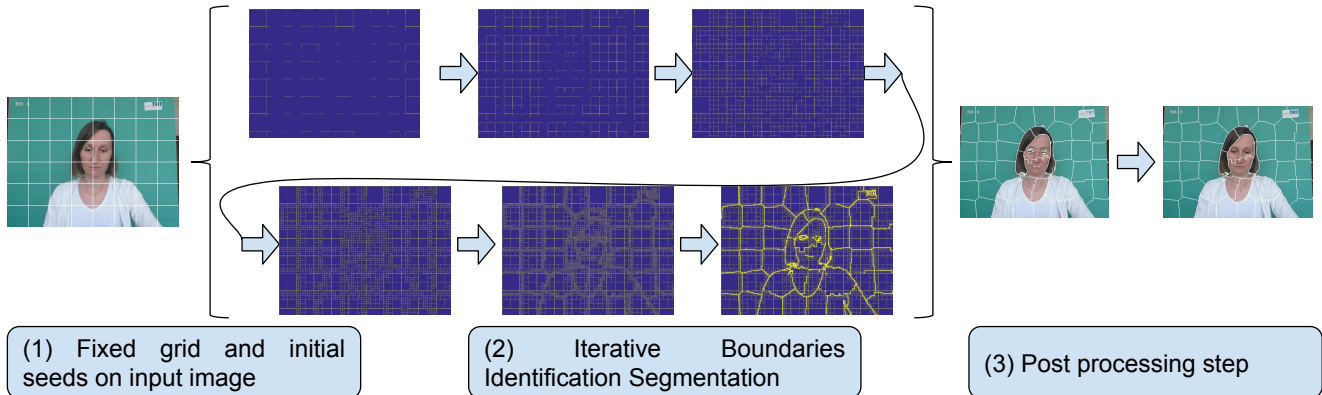 (1) Fixed grid and initial
seeds on input image
(2) Iterative Boundaries
Identification Segmentation
(3) Post processing step